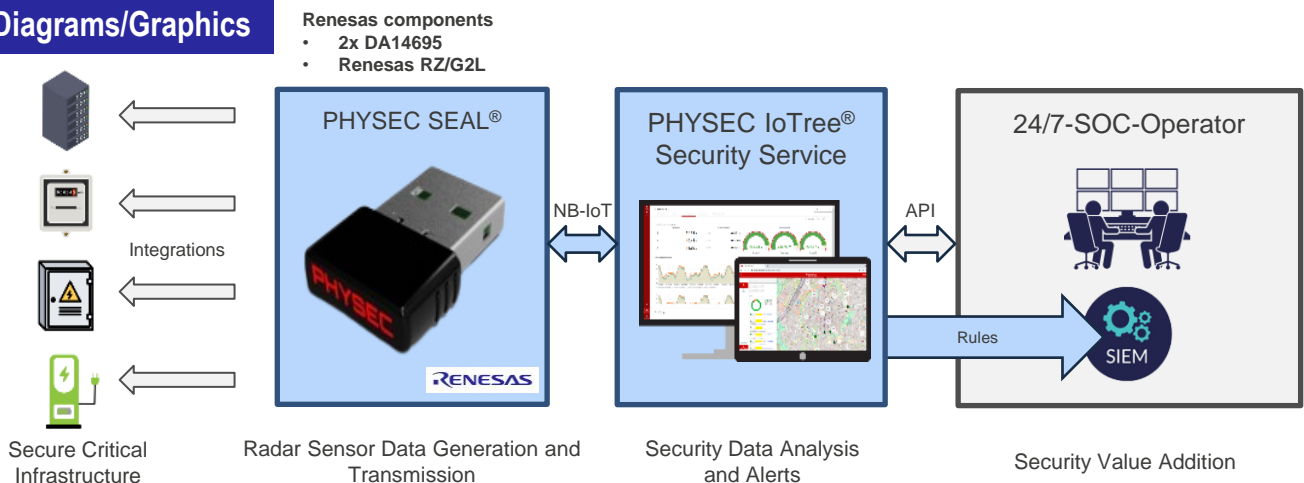 Diagrams/Graphics
Renesas components
• 2x DA14695
• Renesas RZ/G2L
PHYSEC SEAL®
PHYSEC IoTree®
Security Service
24/7-SOC-Operator
NB-IoT
API
Integrations
PHYSEC
RENESAS
Rules
SIEM
Secure Critical
Infrastructure
Radar Sensor Data Generation and
Transmission
Security Data Analysis
and Alerts
Security Value Addition